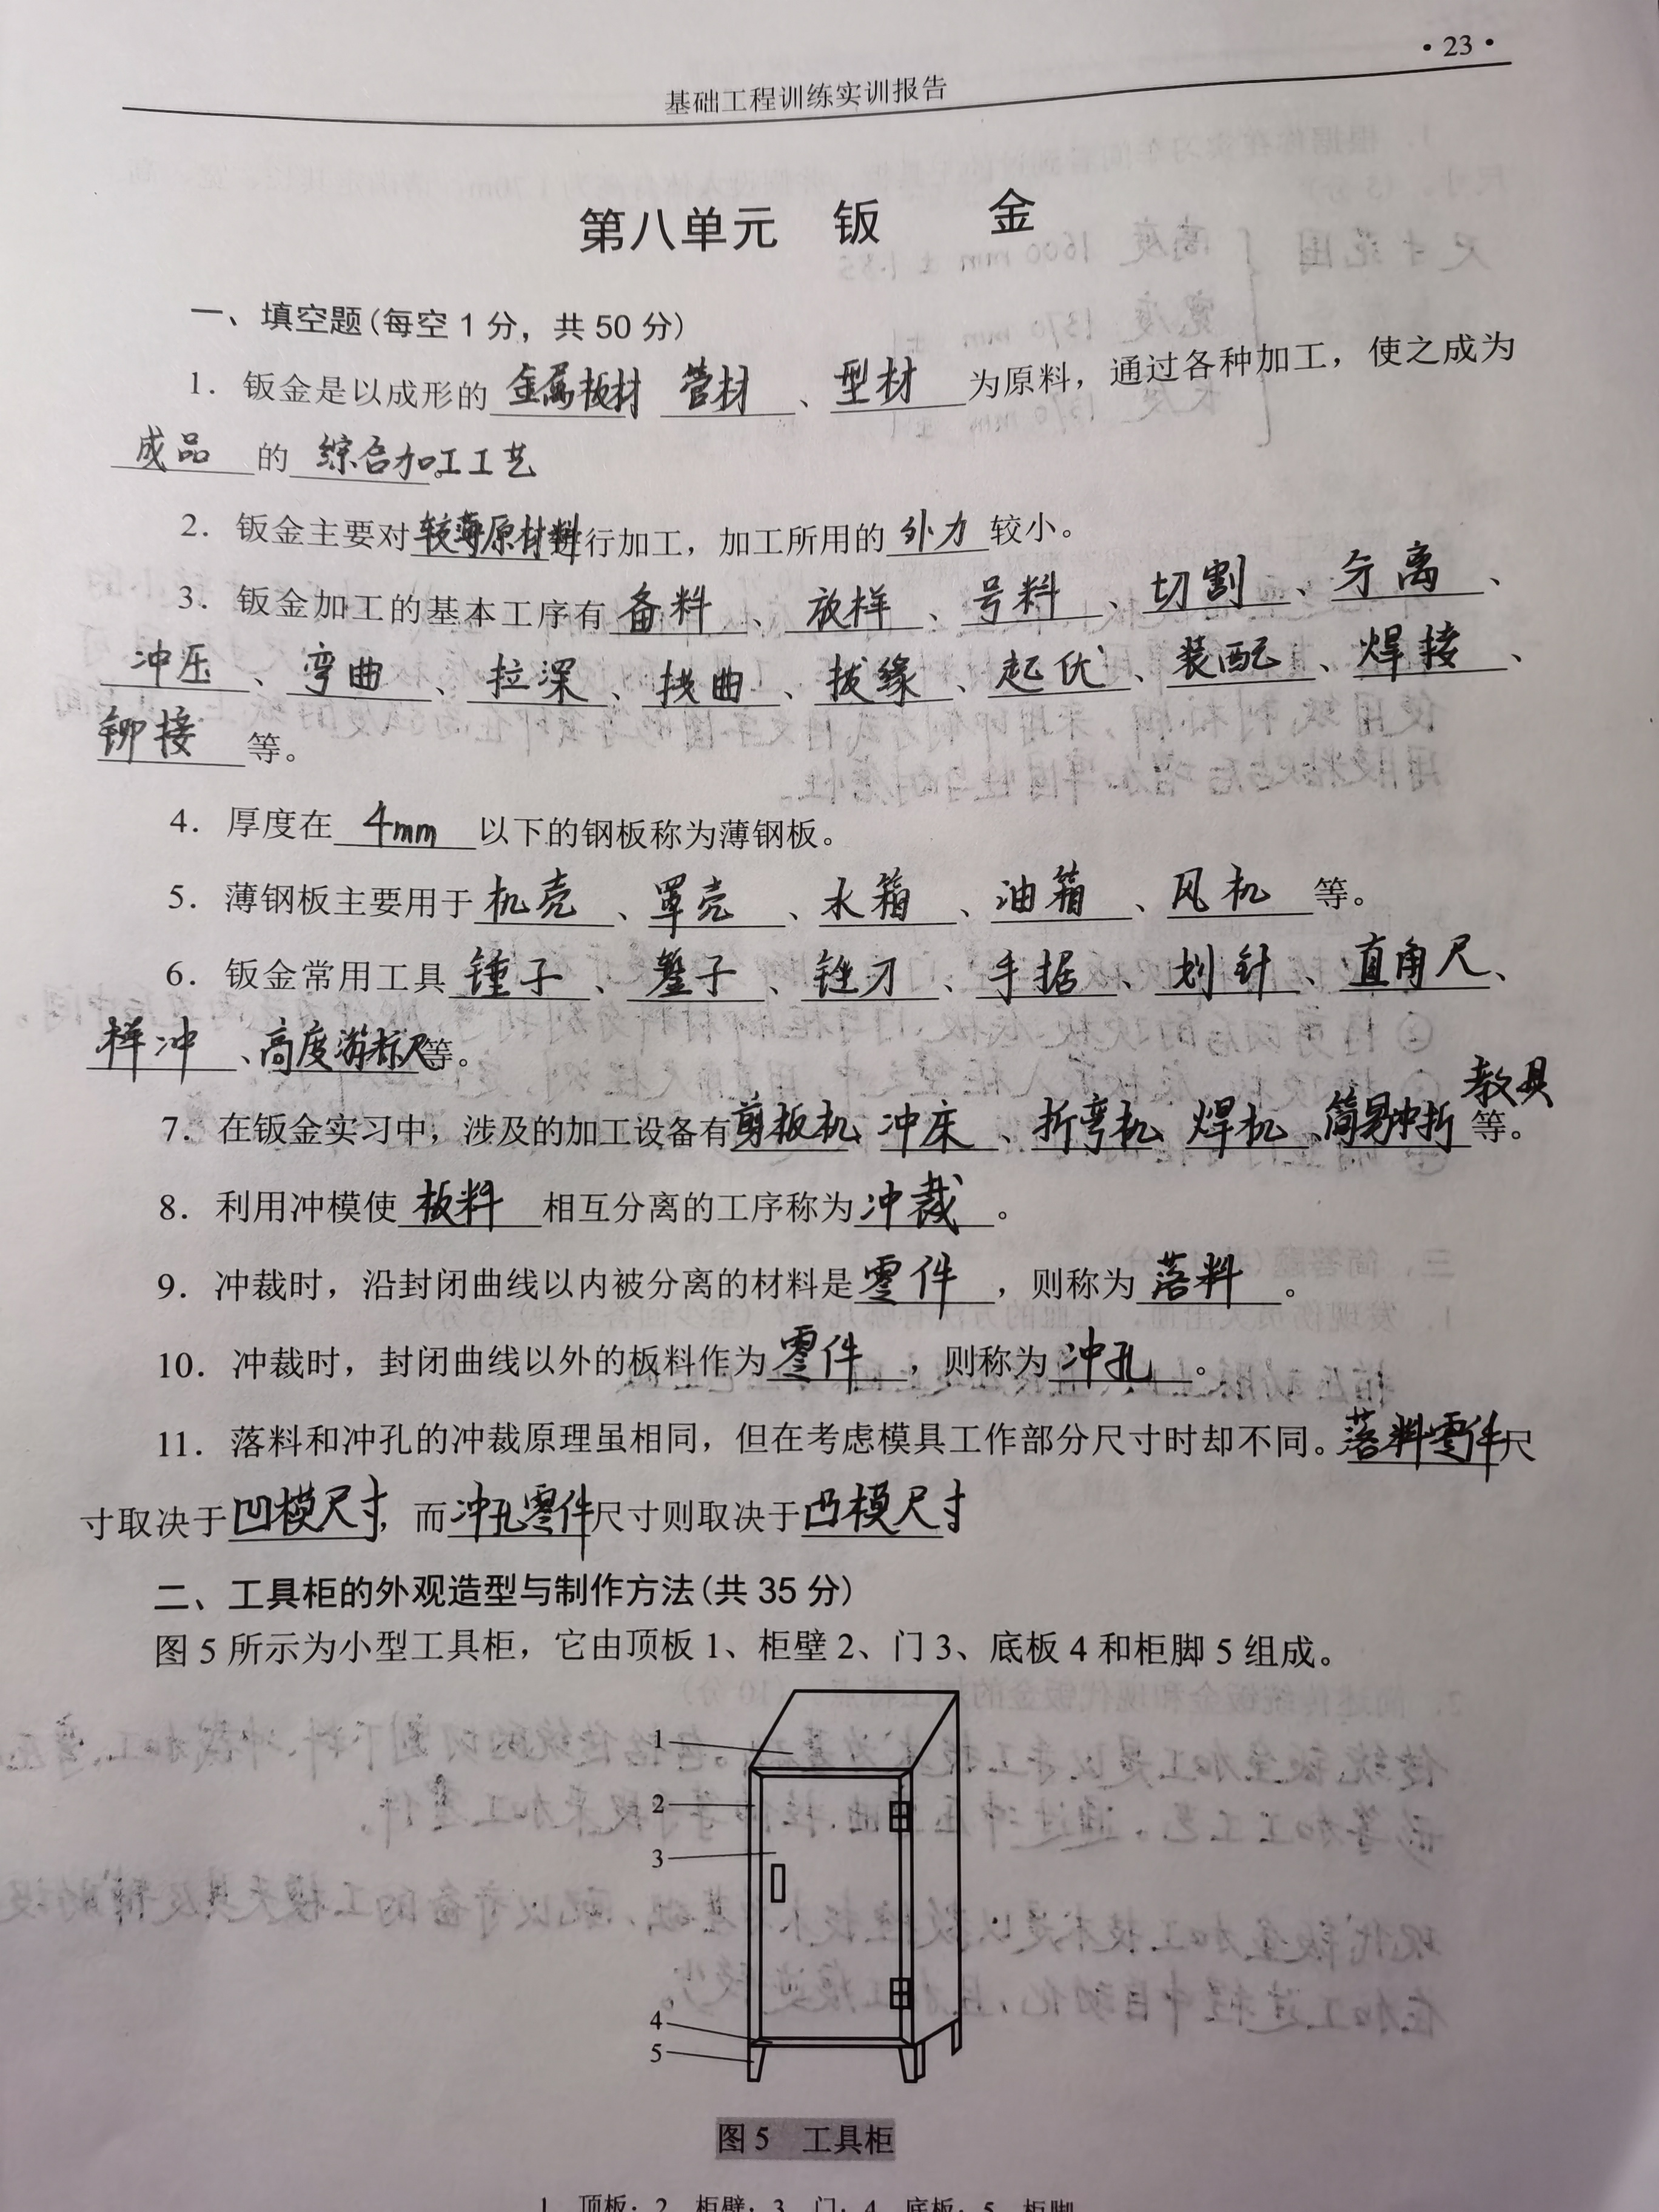 ·23·
基础工程训练实训报告
第八单元 钣 金
一、填空题(每空1分，共50分)
1. 钣金是以成形的 金属板材 管材 、型材 为原料，通过各种加工，使之成为
成品 的 综合加工工艺。
2. 钣金主要对较薄原材料进行加工，加工所用的 外力 较小。
3. 钣金加工的基本工序有 备料 、放样 、号料 、切割 、分离 、
冲压 、弯曲 、拉深 、扳曲 、拔缘 、起伏 、装配 、焊接 、
铆接 等。
4. 厚度在 4mm 以下的钢板称为薄钢板。
5. 薄钢板主要用于 机壳 、罩壳 、水箱 、油箱 、风机 等。
6. 钣金常用工具 锤子 、錾子 、锉刀 、手据 、划针 、直角尺 、
样冲 、高度游标尺等。
7. 在钣金实习中，涉及的加工设备有剪板机、冲床 、折弯机、焊机 、简易冲折教具等。
8. 利用冲模使 板料 相互分离的工序称为 冲裁 。
9. 冲裁时，沿封闭曲线以内被分离的材料是 零件 ，则称为 落料 。
10. 冲裁时，封闭曲线以外的板料作为 零件 ，则称为 冲孔 。
11. 落料和冲孔的冲裁原理虽相同，但在考虑模具工作部分尺寸时却不同。落料零件尺
寸取决于 凹模尺寸，而 冲孔零件尺寸则取决于 凸模尺寸
二、工具柜的外观造型与制作方法(共35分)
图5所示为小型工具柜，它由顶板1、柜壁2、门3、底板4和柜脚5组成。
1
2
3
4
5
图5 工具柜
1 顶板；2 柜壁；3 门；4 底板；5 柜脚